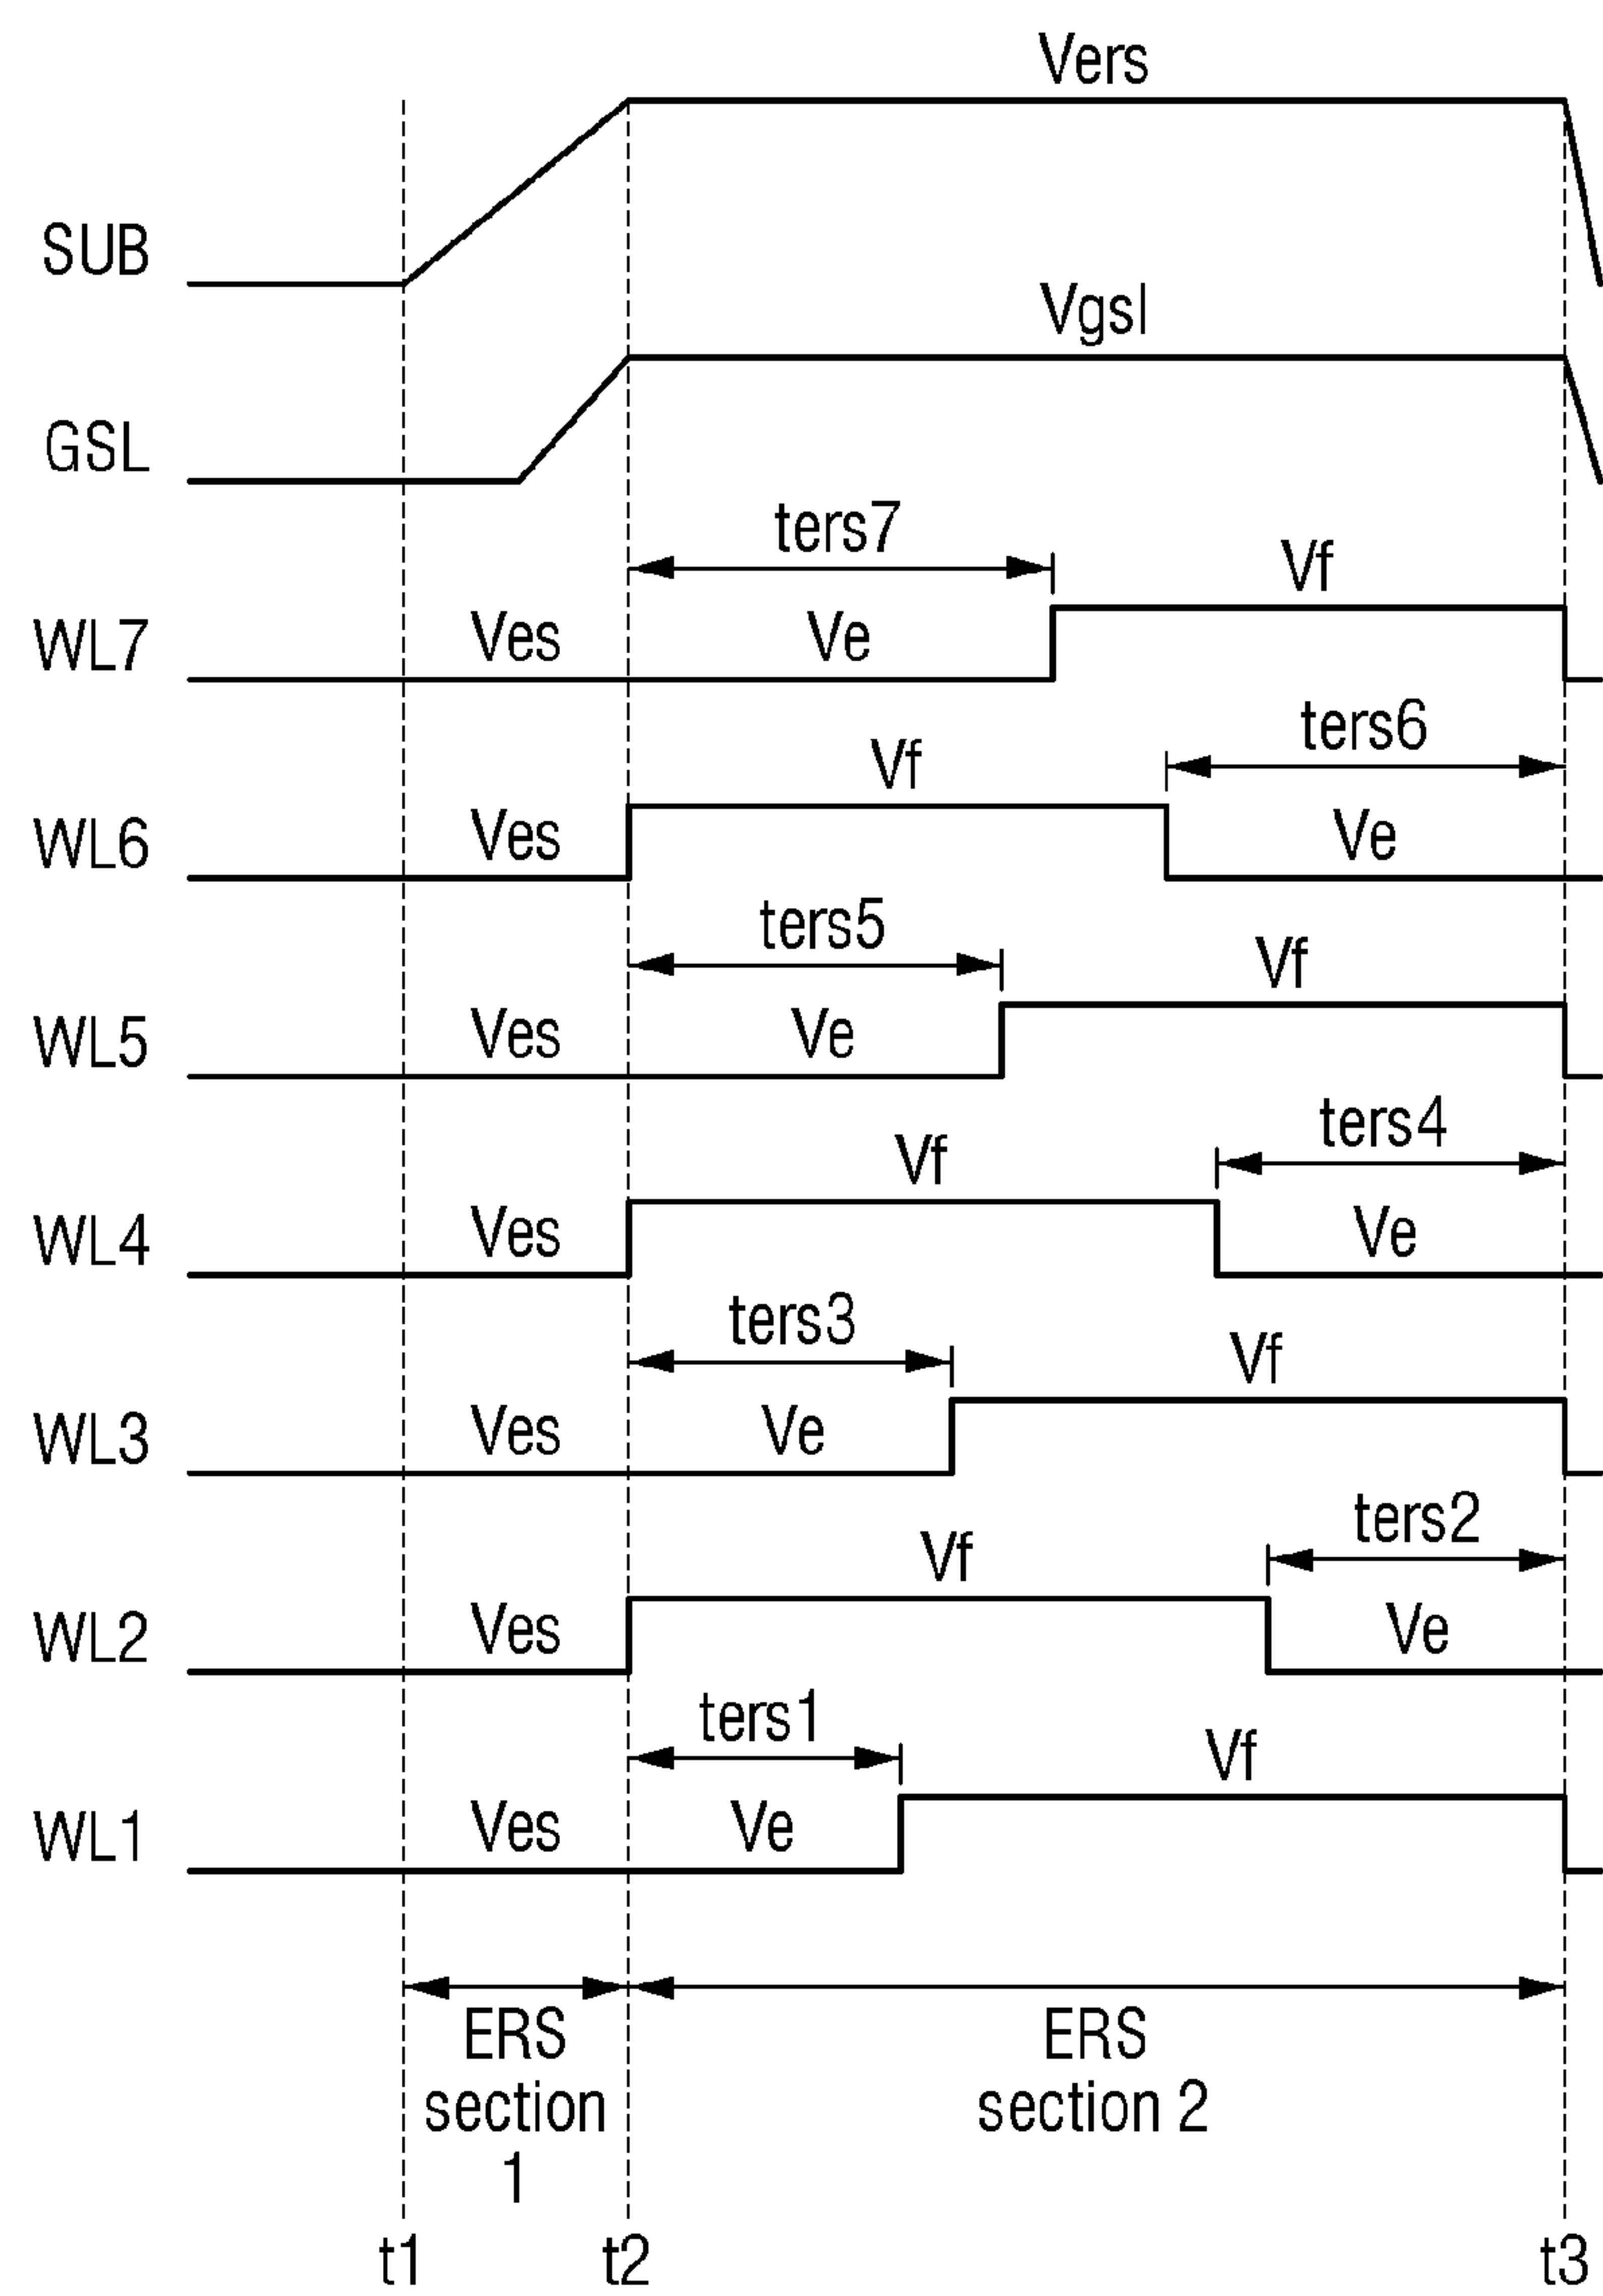 Vers
SUB
Vgsl
GSL
ters7
Vf
WL7 Ves Ve
ters6
Vf
WL6 Ves Ve
ters5
Vf
WL5 Ves Ve
ters4
Vf
WL4 Ves Ve
ters3
Vf
WL3 Ves Ve
ters2
Vf
WL2 Ves Ve
ters1
Vf
WL1 Ves Ve
ERS
section
1
ERS
section 2
t1 t2 t3